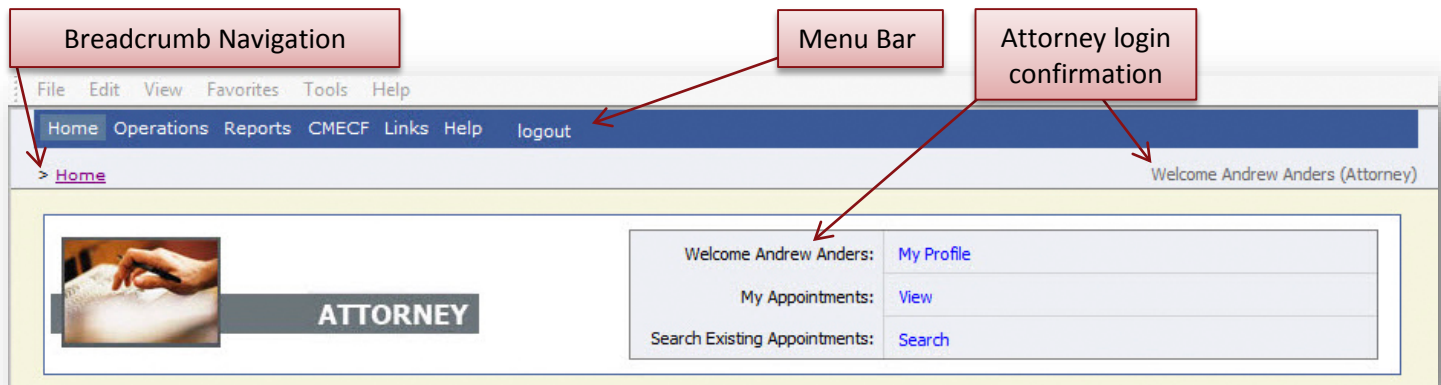 Breadcrumb Navigation
Menu Bar
Attorney login
confirmation
File Edit View Favorites Tools Help
Home Operations Reports CMECF Links Help logout
> Home
Welcome Andrew Anders (Attorney)
ATTORNEY
Welcome Andrew Anders: My Profile
My Appointments: View
Search Existing Appointments: Search